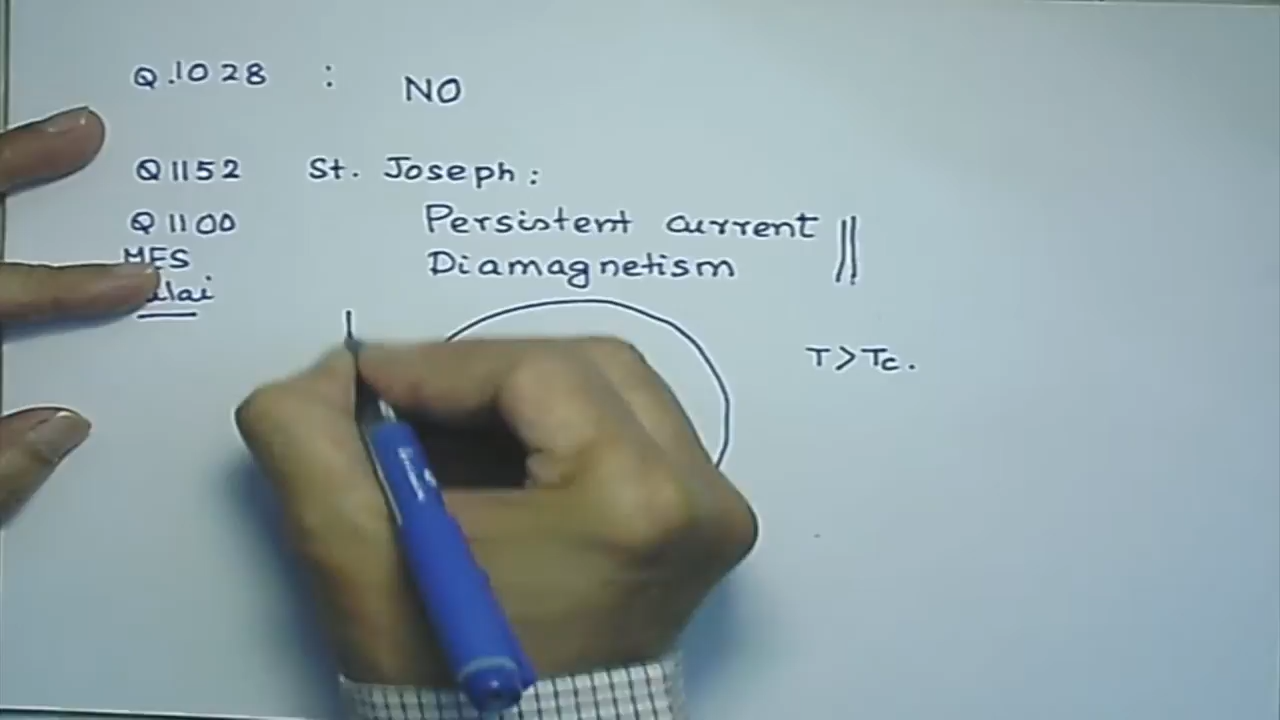 Q.1028 : NO
Q1152 St. Joseph:
Q1100 Persistent current
MES Diamagnetism
T>Tc.